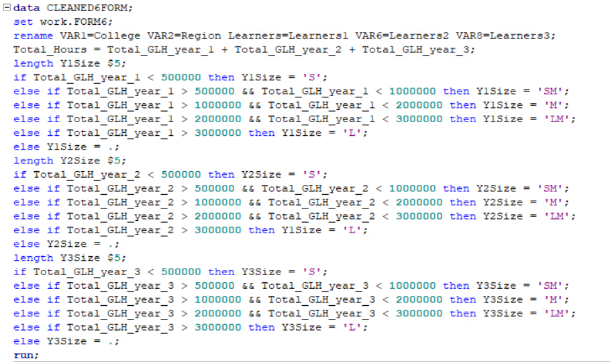 data CLEANED6FORM;
set work.FORM6;
rename VAR1=College VAR2=Region Learners=Learners1 VAR6=Learners2 VAR8=Learners3;
Total_Hours = Total_GLH_year_1 + Total_GLH_year_2 + Total_GLH_year_3;
length Y1Size $5;
if Total_GLH_year_1 < 500000 then Y1Size = 'S';
else if Total_GLH_year_1 > 500000 && Total_GLH_year_1 < 1000000 then Y1Size = 'SM';
else if Total_GLH_year_1 > 1000000 && Total_GLH_year_1 < 2000000 then Y1Size = 'M';
else if Total_GLH_year_1 > 2000000 && Total_GLH_year_1 < 3000000 then Y1Size = 'LM';
else if Total_GLH_year_1 > 3000000 then Y1Size = 'L';
else Y1Size = .;
length Y2Size $5;
if Total_GLH_year_2 < 500000 then Y2Size = 'S';
else if Total_GLH_year_2 > 500000 && Total_GLH_year_2 < 1000000 then Y2Size = 'SM';
else if Total_GLH_year_2 > 1000000 && Total_GLH_year_2 < 2000000 then Y2Size = 'M';
else if Total_GLH_year_2 > 2000000 && Total_GLH_year_2 < 3000000 then Y2Size = 'LM';
else if Total_GLH_year_2 > 3000000 then Y1Size = 'L';
else Y2Size = .;
length Y3Size $5;
if Total_GLH_year_3 < 500000 then Y3Size = 'S';
else if Total_GLH_year_3 > 500000 && Total_GLH_year_3 < 1000000 then Y3Size = 'SM';
else if Total_GLH_year_3 > 1000000 && Total_GLH_year_3 < 2000000 then Y3Size = 'M';
else if Total_GLH_year_3 > 2000000 && Total_GLH_year_3 < 3000000 then Y3Size = 'LM';
else if Total_GLH_year_3 > 3000000 then Y3Size = 'L';
else Y3Size = .;
run;